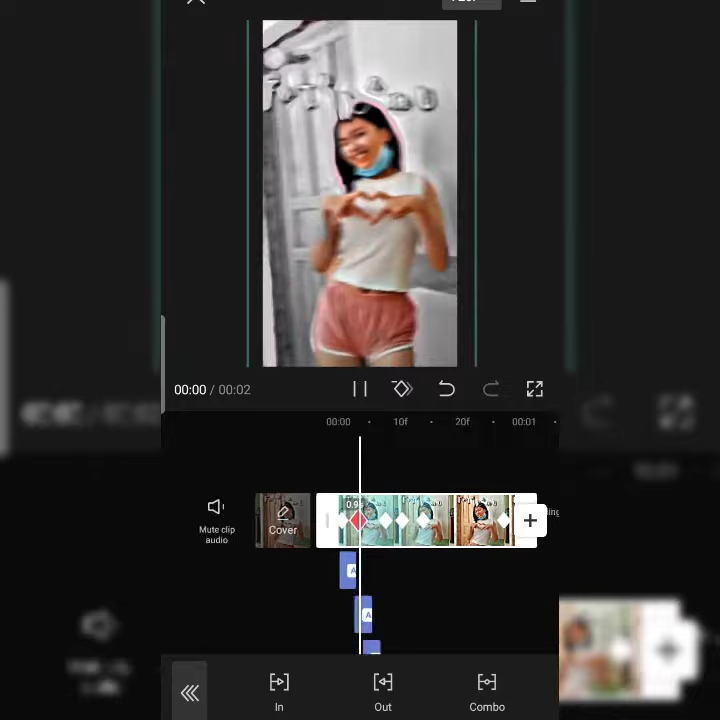 00:00 / 00:02
00:00 10f 20f 00:01
Mute clip
audio
Cover
In
Out
Combo